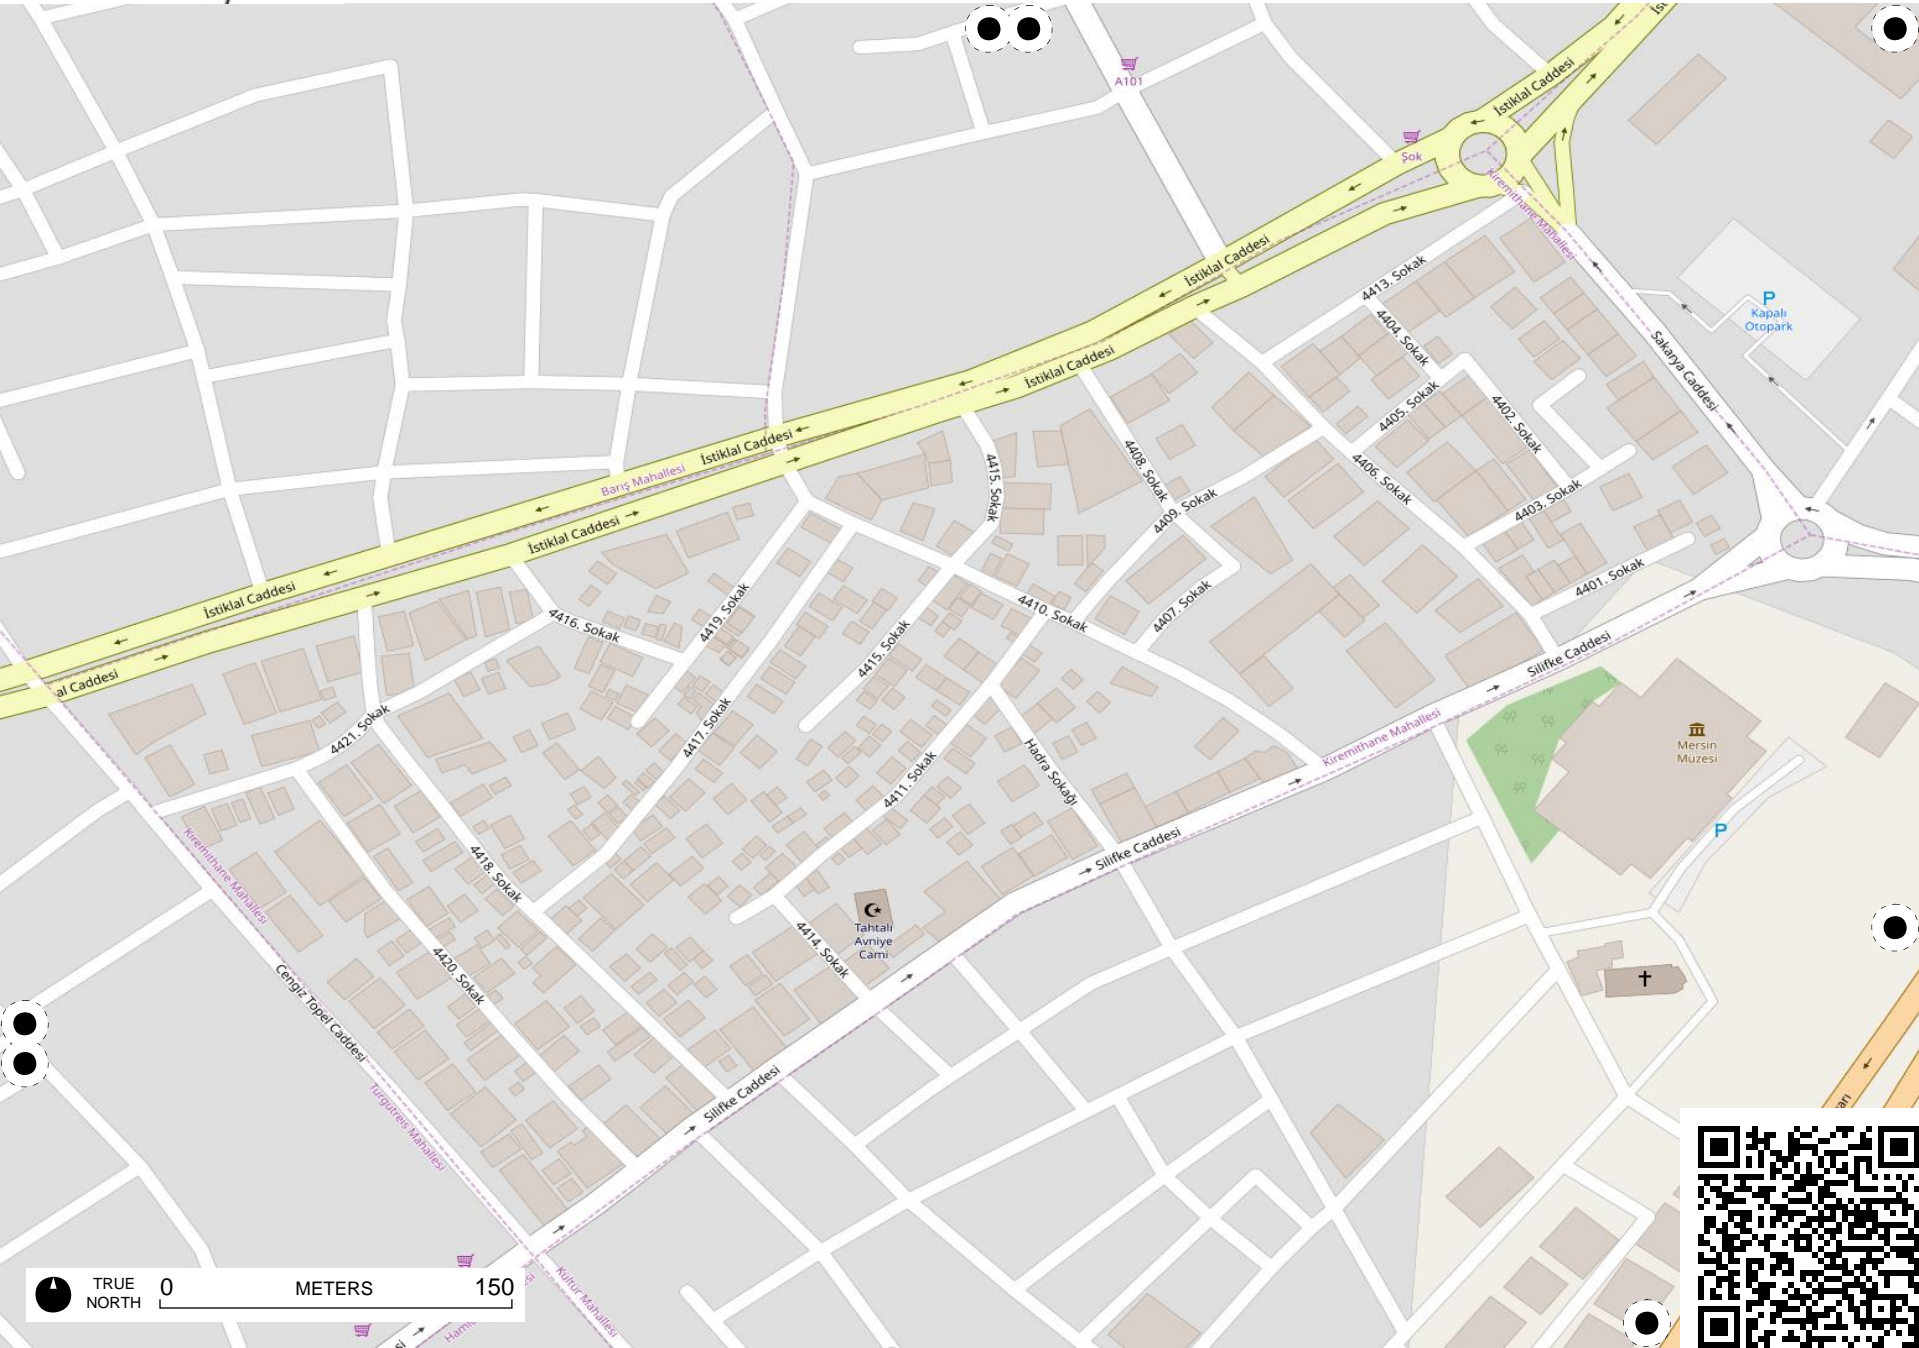 A101
Şok
İstiklal Caddesi
Kiremithane Mahallesi
İstiklal Caddesi
4413. Sokak
4404. Sokak
P
Kapalı
Otopark
Sakarya Caddesi
İstiklal Caddesi
4405. Sokak
4402. Sokak
İstiklal Caddesi
Barış Mahallesi
4415. Sokak
4408. Sokak
4409. Sokak
4406. Sokak
4403. Sokak
İstiklal Caddesi
4401. Sokak
İstiklal Caddesi
4416. Sokak
4419. Sokak
4415. Sokak
4410. Sokak
4407. Sokak
Silifke Caddesi
al Caddesi
4421. Sokak
4417. Sokak
4411. Sokak
Hadra Sokağı
Kiremithane Mahallesi
Mersin
Müzesi
P
Silifke Caddesi
Kiremithane Mahallesi
4418. Sokak
4414. Sokak
Tahtalı
Avniye
Cami
4420. Sokak
Cengiz Topel Caddesi
Turgutreis Mahallesi
Silifke Caddesi
Kültür Mahallesi
TRUE
NORTH
0 METERS 150